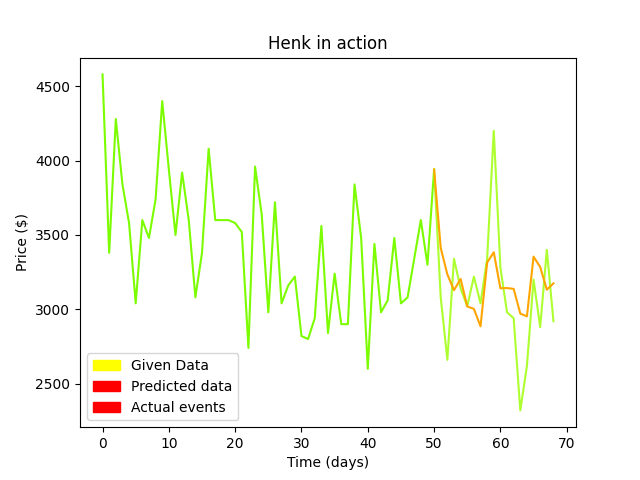 Henk in action
Price ($)
4500
4000
3500
3000
2500
Given Data
Predicted data
Actual events
0 10 20 30 40 50 60 70
Time (days)